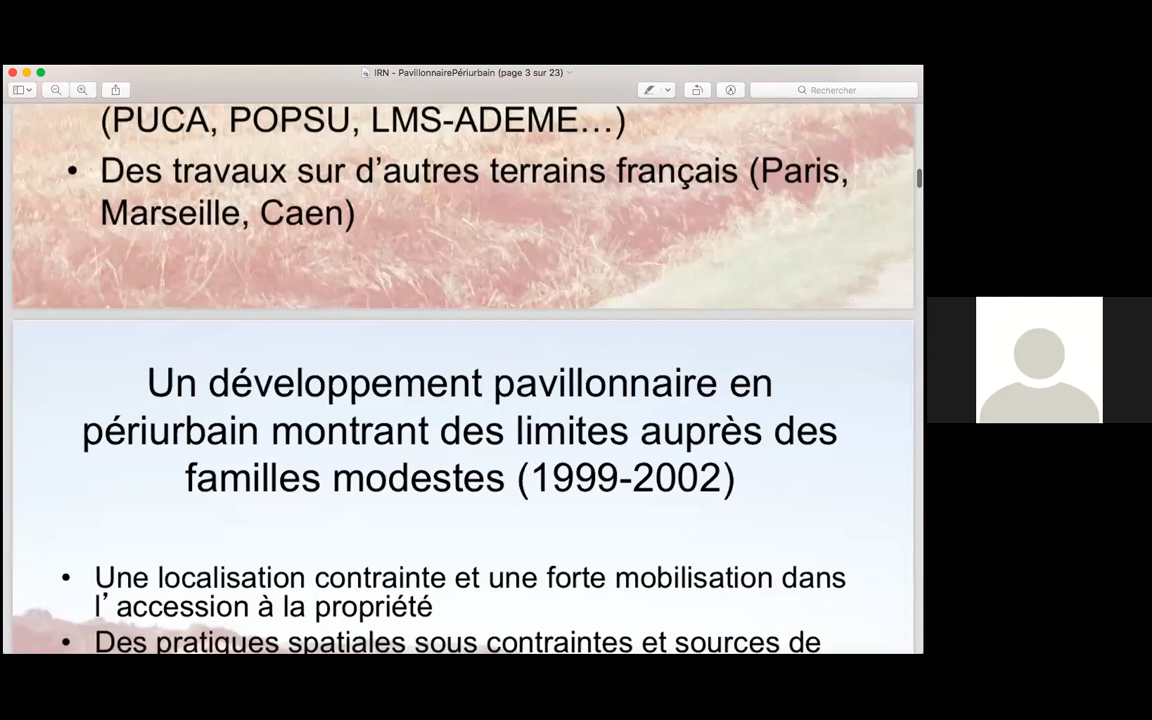 IRN - PavillonnairePériurbain (page 3 sur 23)
Rechercher
(PUCA, POPSU, LMS-ADEME…)
• Des travaux sur d’autres terrains français (Paris,
Marseille, Caen)
Un développement pavillonnaire en
périurbain montrant des limites auprès des
familles modestes (1999-2002)
• Une localisation contrainte et une forte mobilisation dans
l’ accession à la propriété
• Des pratiques spatiales sous contraintes et sources de